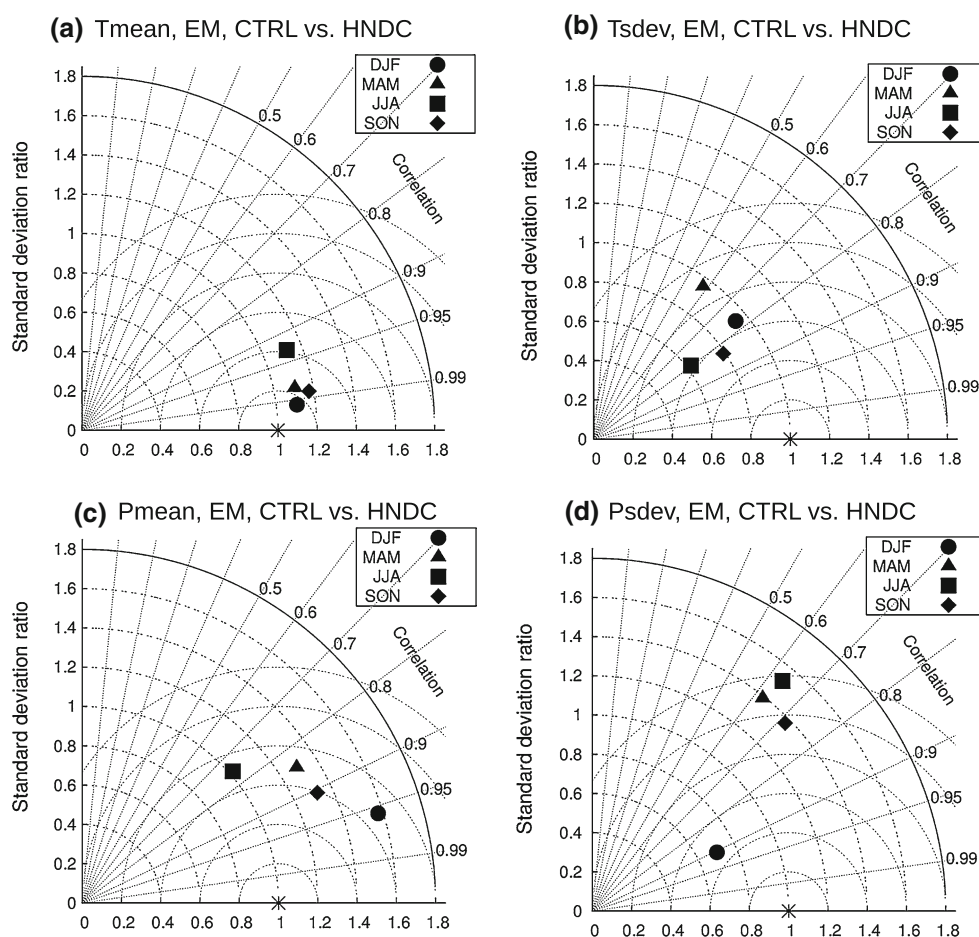 (a) Tmean, EM, CTRL vs. HNDC
DJF
MAM
JJA
SON
Standard deviation ratio
1.8
1.6
1.4
1.2
1
0.8
0.6
0.4
0.2
0
0 0.2 0.4 0.6 0.8 1 1.2 1.4 1.6 1.8
0.5
0.6
0.7
Correlation
0.8
0.9
0.95
0.99
(b) Tsdev, EM, CTRL vs. HNDC
DJF
MAM
JJA
SON
Standard deviation ratio
1.8
1.6
1.4
1.2
1
0.8
0.6
0.4
0.2
0
0 0.2 0.4 0.6 0.8 1 1.2 1.4 1.6 1.8
0.5
0.6
0.7
Correlation
0.8
0.9
0.95
0.99
(c) Pmean, EM, CTRL vs. HNDC
DJF
MAM
JJA
SON
Standard deviation ratio
1.8
1.6
1.4
1.2
1
0.8
0.6
0.4
0.2
0
0 0.2 0.4 0.6 0.8 1 1.2 1.4 1.6 1.8
0.5
0.6
0.7
Correlation
0.8
0.9
0.95
0.99
(d) Psdev, EM, CTRL vs. HNDC
DJF
MAM
JJA
SON
Standard deviation ratio
1.8
1.6
1.4
1.2
1
0.8
0.6
0.4
0.2
0
0 0.2 0.4 0.6 0.8 1 1.2 1.4 1.6 1.8
0.5
0.6
0.7
Correlation
0.8
0.9
0.95
0.99